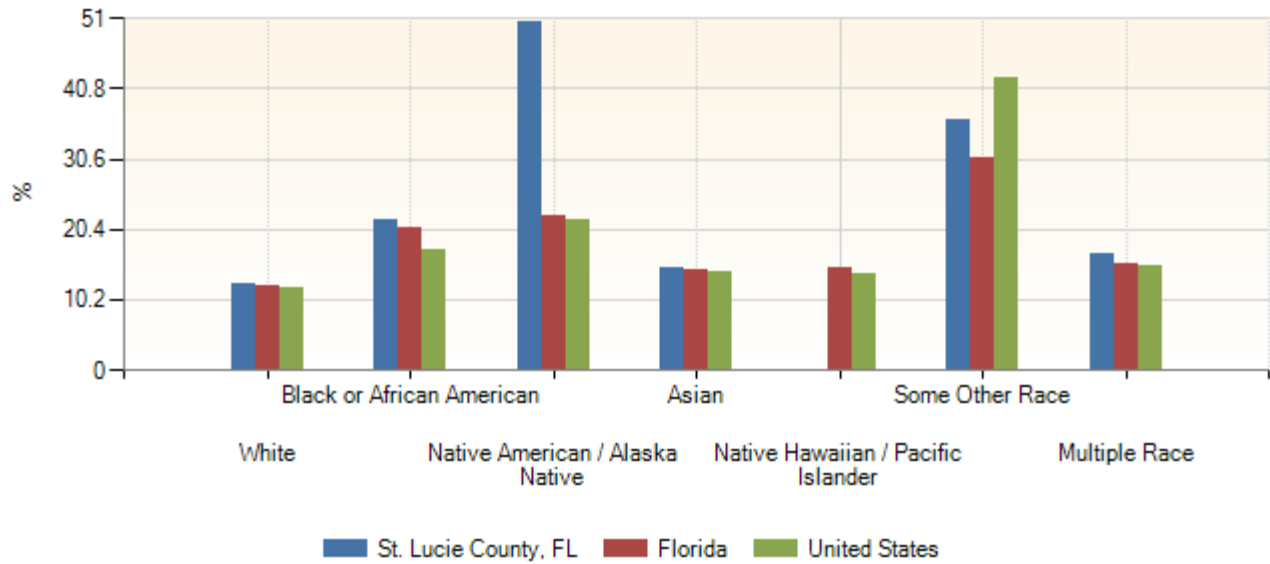 51
40.8
30.6
20.4
10.2
0
%
Black or African American
Asian
Some Other Race
White
Native American / Alaska
Native
Native Hawaiian / Pacific
Islander
Multiple Race
St. Lucie County, FL
Florida
United States